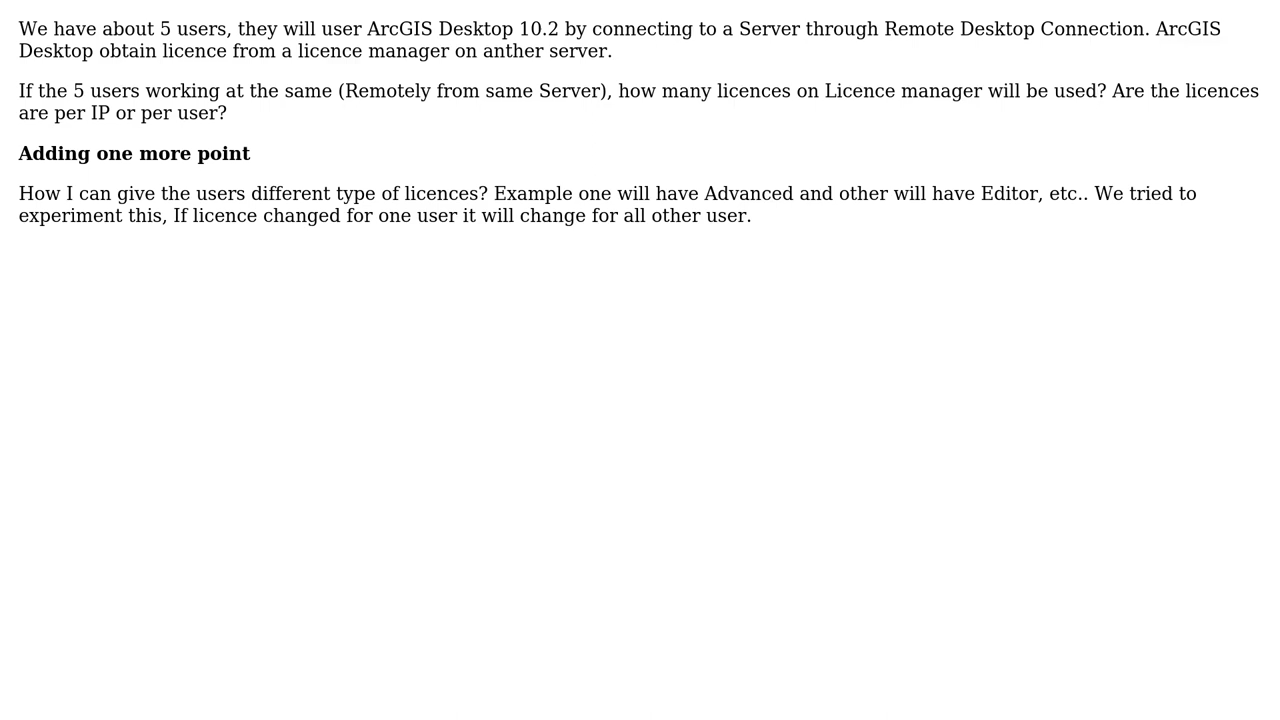 We have about 5 users, they will user ArcGIS Desktop 10.2 by connecting to a Server through Remote Desktop Connection. ArcGIS
Desktop obtain licence from a licence manager on anther server.
If the 5 users working at the same (Remotely from same Server), how many licences on Licence manager will be used? Are the licences
are per IP or per user?
Adding one more point
How I can give the users different type of licences? Example one will have Advanced and other will have Editor, etc.. We tried to
experiment this, If licence changed for one user it will change for all other user.